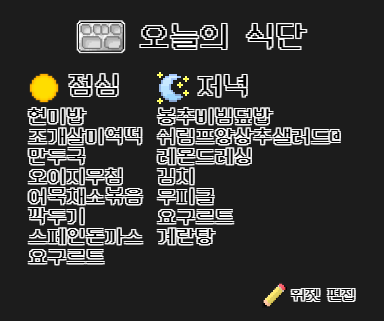 오늘의 식단
점심
현미밥
조개살미역떡
만두국
오이지무침
어묵채소볶음
깍두기
스페인돈까스
요구르트
저녁
봉추비빔덮밥
쉬림프양상추샐러드
레몬드레싱
김치
무피클
요구르트
계란탕
위젯 편집